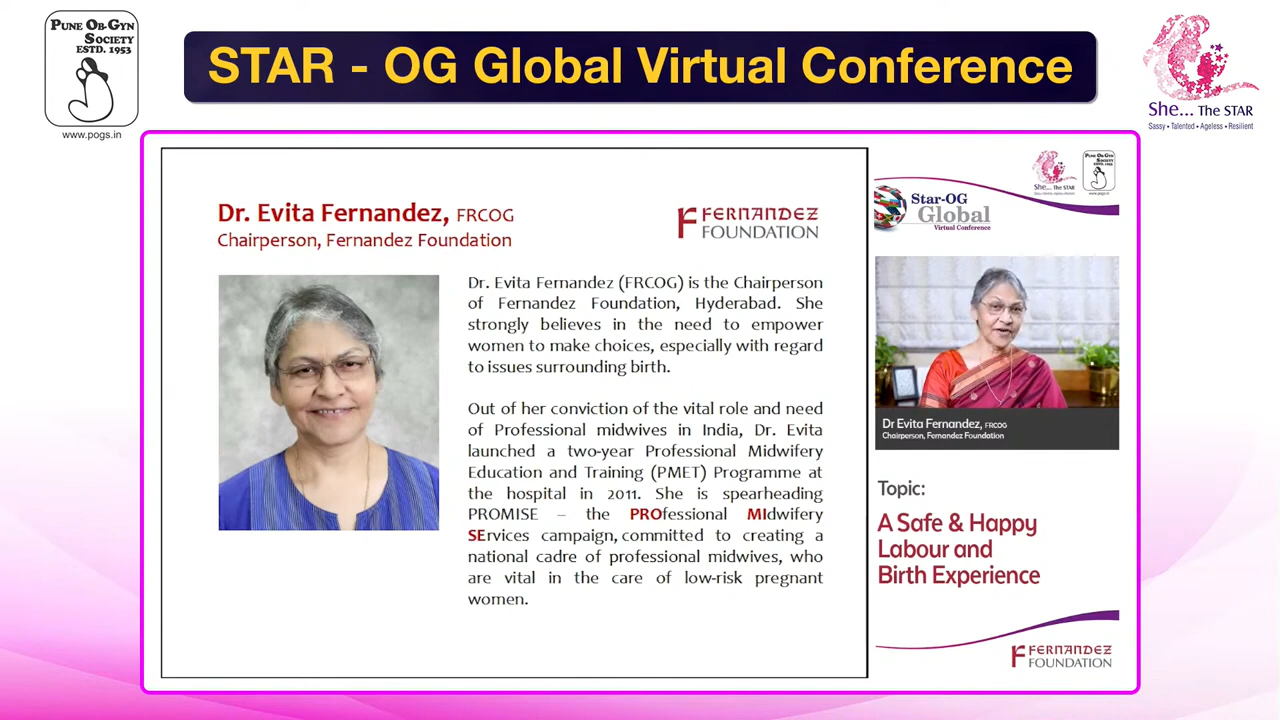 PUNE OB-GYN
SOCIETY
ESTD. 1953
www.pogs.in
STAR - OG Global Virtual Conference
She... THE STAR
Sassy • Talented • Ageless • Resilient
Dr. Evita Fernandez, FRCOG
Chairperson, Fernandez Foundation
FERNANDEZ
FOUNDATION
Dr. Evita Fernandez (FRCOG) is the Chairperson
of Fernandez Foundation, Hyderabad. She
strongly believes in the need to empower
women to make choices, especially with regard
to issues surrounding birth.
Out of her conviction of the vital role and need
of Professional midwives in India, Dr. Evita
launched a two-year Professional Midwifery
Education and Training (PMET) Programme at
the hospital in 2011. She is spearheading
PROMISE – the PROfessional MIdwifery
SErvices campaign, committed to creating a
national cadre of professional midwives, who
are vital in the care of low-risk pregnant
women.
She... THE STAR
PUNE OB-GYN
SOCIETY
Star-OG
Global
Virtual Conference
Dr Evita Fernandez, FRCOG
Chairperson, Fernandez Foundation
Topic:
A Safe & Happy
Labour and
Birth Experience
FERNANDEZ
FOUNDATION